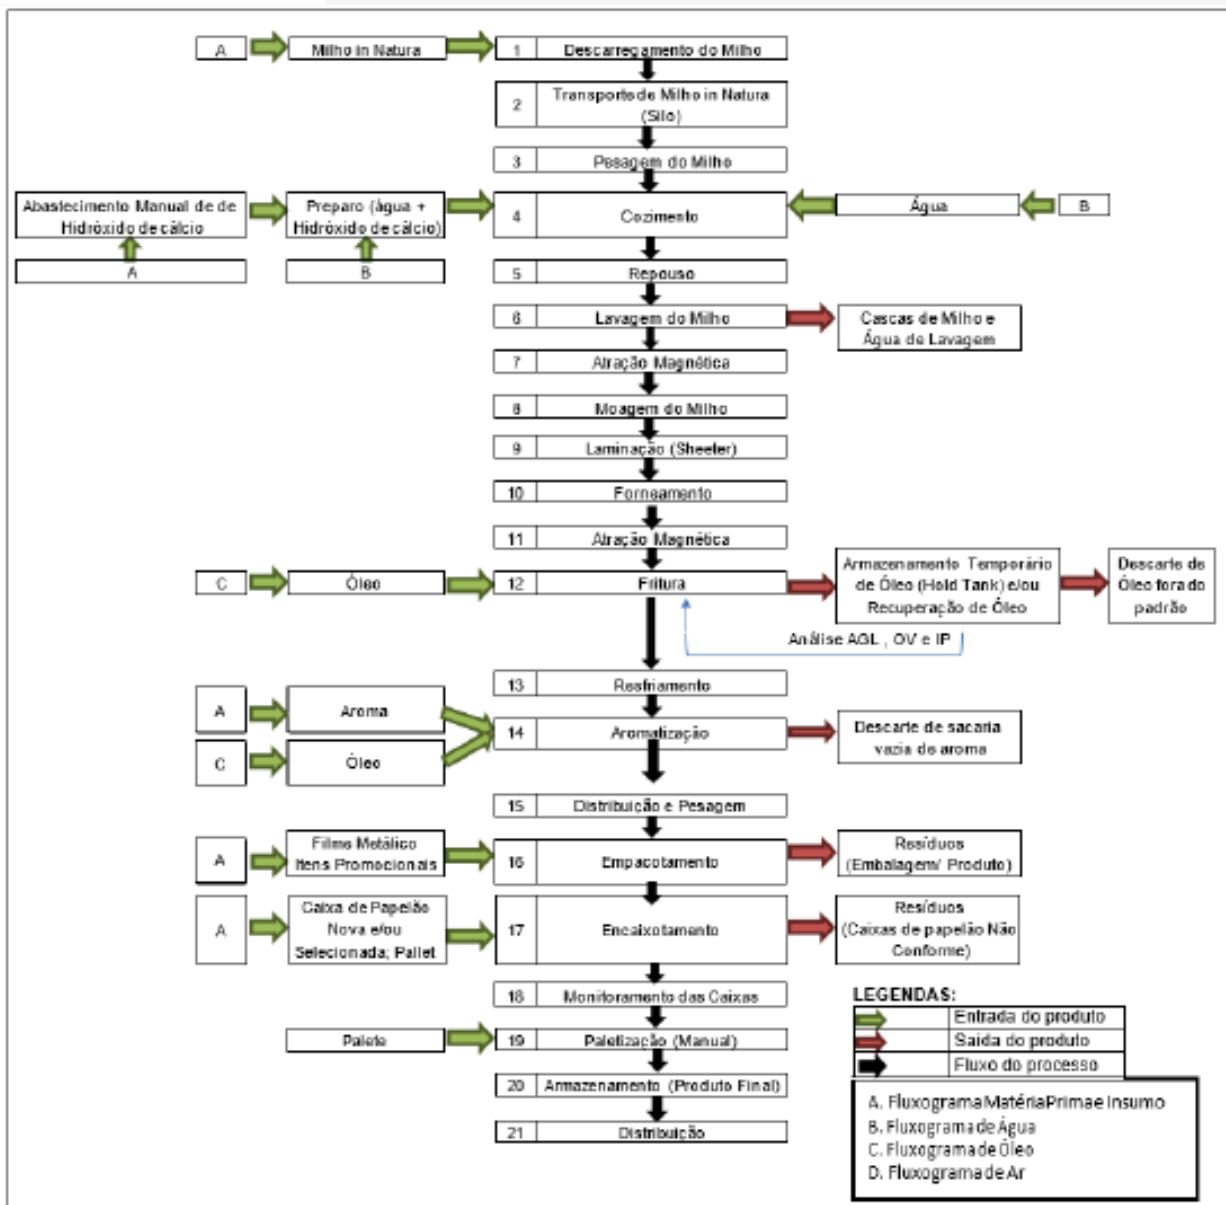 A
Milho in Natura
1
Descarregamento do Milho
2
Transporte de Milho in Natura
(Silo)
3
Pesagem do Milho
Abastecimento Manual de de
Hidróxido de cálcio
Preparo (água +
Hidróxido de cálcio)
4
Cozimento
Água
B
A
B
5
Repouso
6
Lavagem do Milho
Cascas de Milho e
Água de Lavagem
7
Atração Magnética
8
Moagem do Milho
9
Laminação (Sheeter)
10
Forneamento
11
Atração Magnética
C
Óleo
12
Fritura
Armazenamento Temporário
de Óleo (Hold Tank) e/ou
Recuperação de Óleo
Descarte de
Óleo fora do
padrão
Análise AGL , OV e IP
13
Resfriamento
A
Aroma
C
Óleo
14
Aromatização
Descarte de sacaria
vazia de aroma
15
Distribuição e Pesagem
A
Filme Metálico
Itens Promocionais
16
Empacotamento
Resíduos
(Embalagem/ Produto)
A
Caixa de Papelão
Nova e/ou
Selecionada; Pallet
17
Encaixotamento
Resíduos
(Caixas de papelão Não
Conforme)
18
Monitoramento das Caixas
Palete
19
Paletização (Manual)
20
Armazenamento (Produto Final)
21
Distribuição
LEGENDAS:
Entrada do produto
Saída do produto
Fluxo do processo
A. Fluxograma Matéria Prima e Insumo
B. Fluxograma de Água
C. Fluxograma de Óleo
D. Fluxograma de Ar